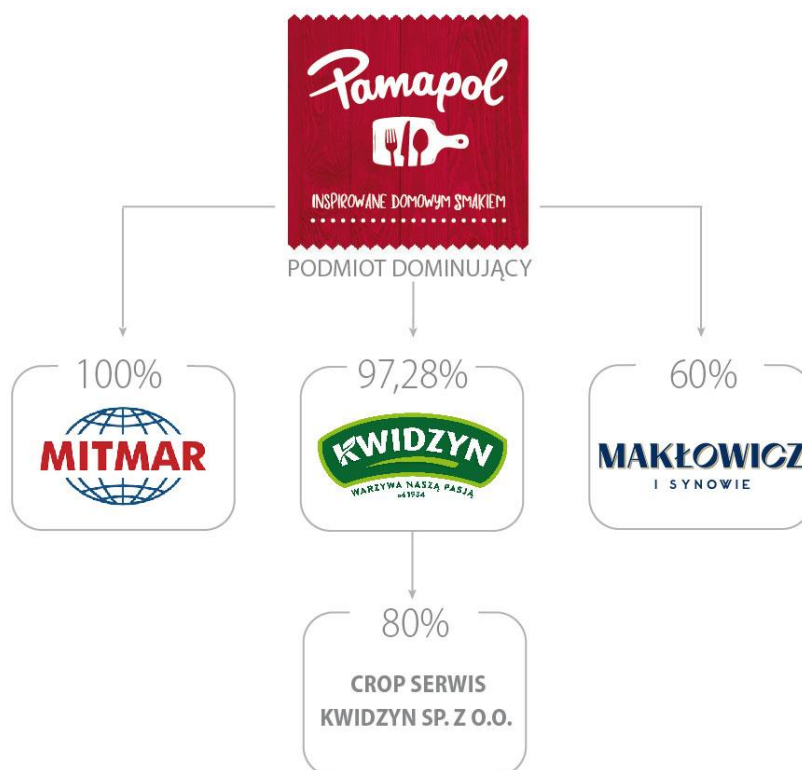 Pamapol
INSPIROWANE DOMOWYM SMAKIEM
PODMIOT DOMINUJĄCY
100%
MITMAR
97,28%
KWIDZYN
WARZYWA NASZĄ PASJĄ
od 1934
60%
MAKŁOWICZ
I SYNOWIE
80%
CROP SERWIS
KWIDZYN SP. Z O.O.